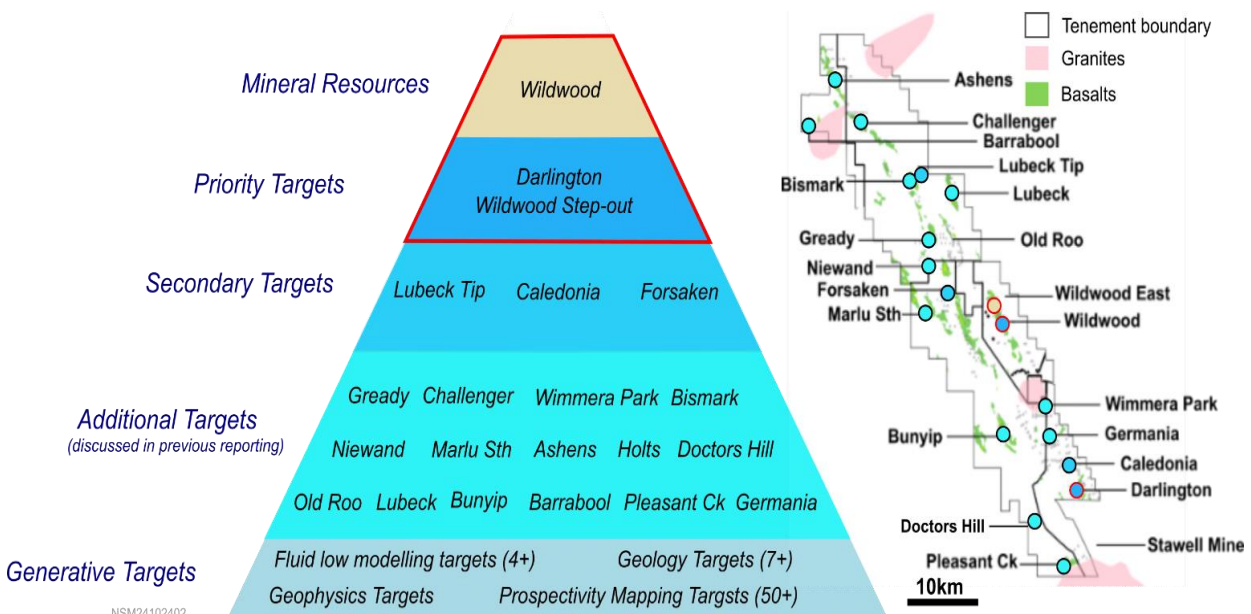 Mineral Resources
Wildwood
Priority Targets
Darlington
Wildwood Step-out
Secondary Targets
Lubeck Tip Caledonia Forsaken
Additional Targets
(discussed in previous reporting)
Gready Challenger Wimmera Park Bismark
Niewand Marlu Sth Ashens Holts Doctors Hill
Old Roo Lubeck Bunyip Barrabool Pleasant Ck Germania
Generative Targets
Fluid low modelling targets (4+) Geology Targets (7+)
Geophysics Targets Prospectivity Mapping Targsts (50+)
NSM24102402
Tenement boundary
Granites
Basalts
Ashens
Challenger
Barrabool
Lubeck Tip
Bismark
Lubeck
Gready
Old Roo
Niewand
Forsaken
Wildwood East
Marlu Sth
Wildwood
Wimmera Park
Bunyip
Germania
Caledonia
Darlington
Doctors Hill
Stawell Mine
Pleasant Ck
10km